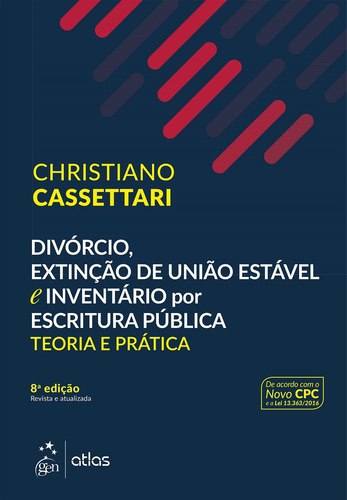 CHRISTIANO
CASSETTARI
DIVÓRCIO,
EXTINÇÃO DE UNIÃO ESTÁVEL
e INVENTÁRIO por
ESCRITURA PÚBLICA
TEORIA E PRÁTICA
8ª edição
Revista e atualizada
De acordo com o
Novo CPC
e a Lei 13.363/2016
gen atlas